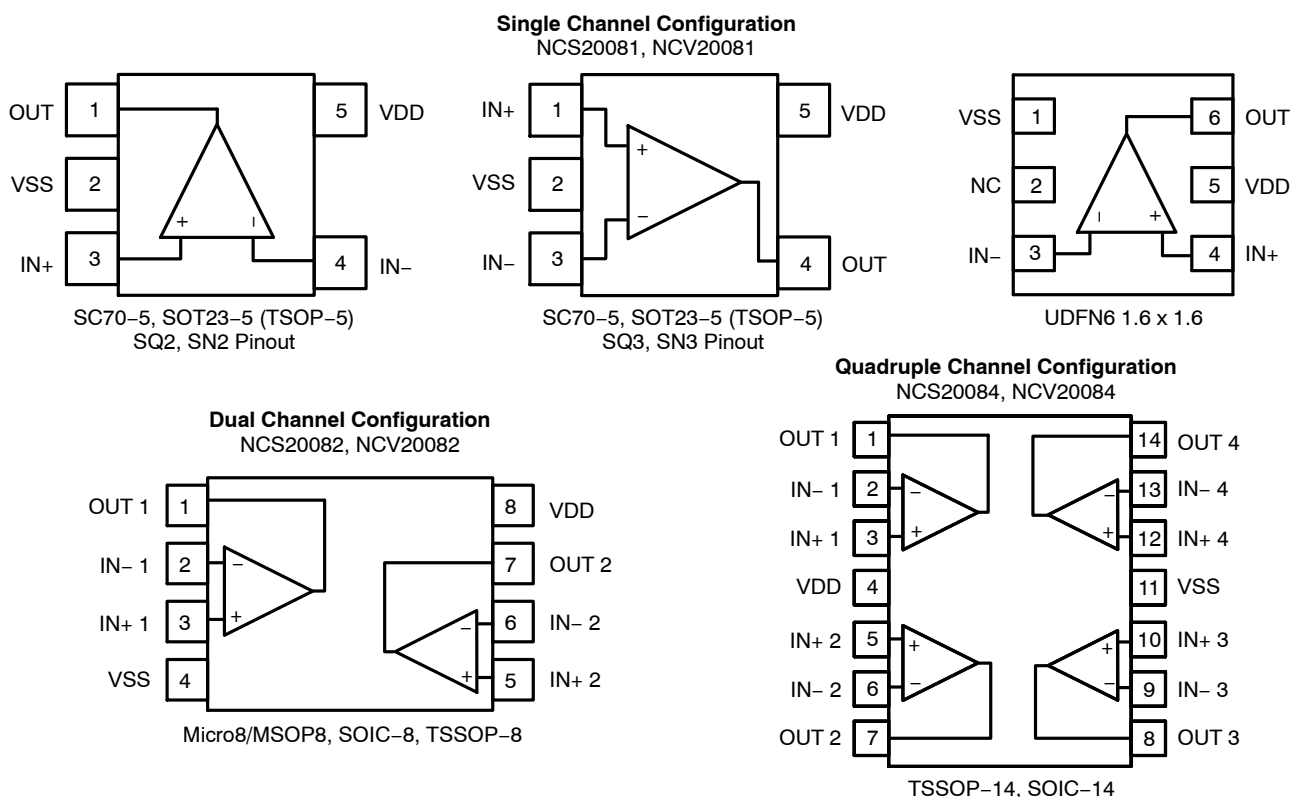 Single Channel Configuration
NCS20081, NCV20081
OUT 1 5 VDD
VSS 2
IN+ 3 4 IN−
+ −
SC70−5, SOT23−5 (TSOP−5)
SQ2, SN2 Pinout
IN+ 1 5 VDD
+
VSS 2
−
IN− 3 4 OUT
SC70−5, SOT23−5 (TSOP−5)
SQ3, SN3 Pinout
VSS 1 6 OUT
NC 2 5 VDD
− +
IN− 3 4 IN+
UDFN6 1.6 x 1.6
Dual Channel Configuration
NCS20082, NCV20082
OUT 1 1 8 VDD
IN− 1 2 − 7 OUT 2
IN+ 1 3 + − 6 IN− 2
VSS 4 + 5 IN+ 2
Micro8/MSOP8, SOIC−8, TSSOP−8
Quadruple Channel Configuration
NCS20084, NCV20084
OUT 1 1 14 OUT 4
IN− 1 2 − − 13 IN− 4
IN+ 1 3 + + 12 IN+ 4
VDD 4 11 VSS
IN+ 2 5 + + 10 IN+ 3
IN− 2 6 − − 9 IN− 3
OUT 2 7 8 OUT 3
TSSOP−14, SOIC−14